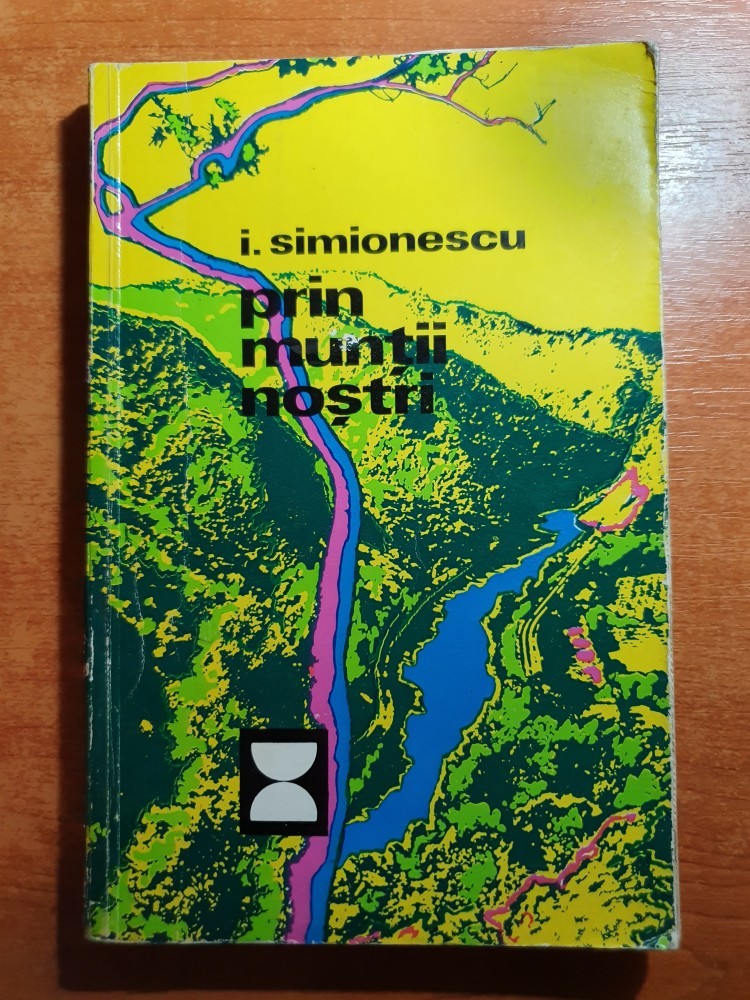 i. simionescu
prin
munții
noștri